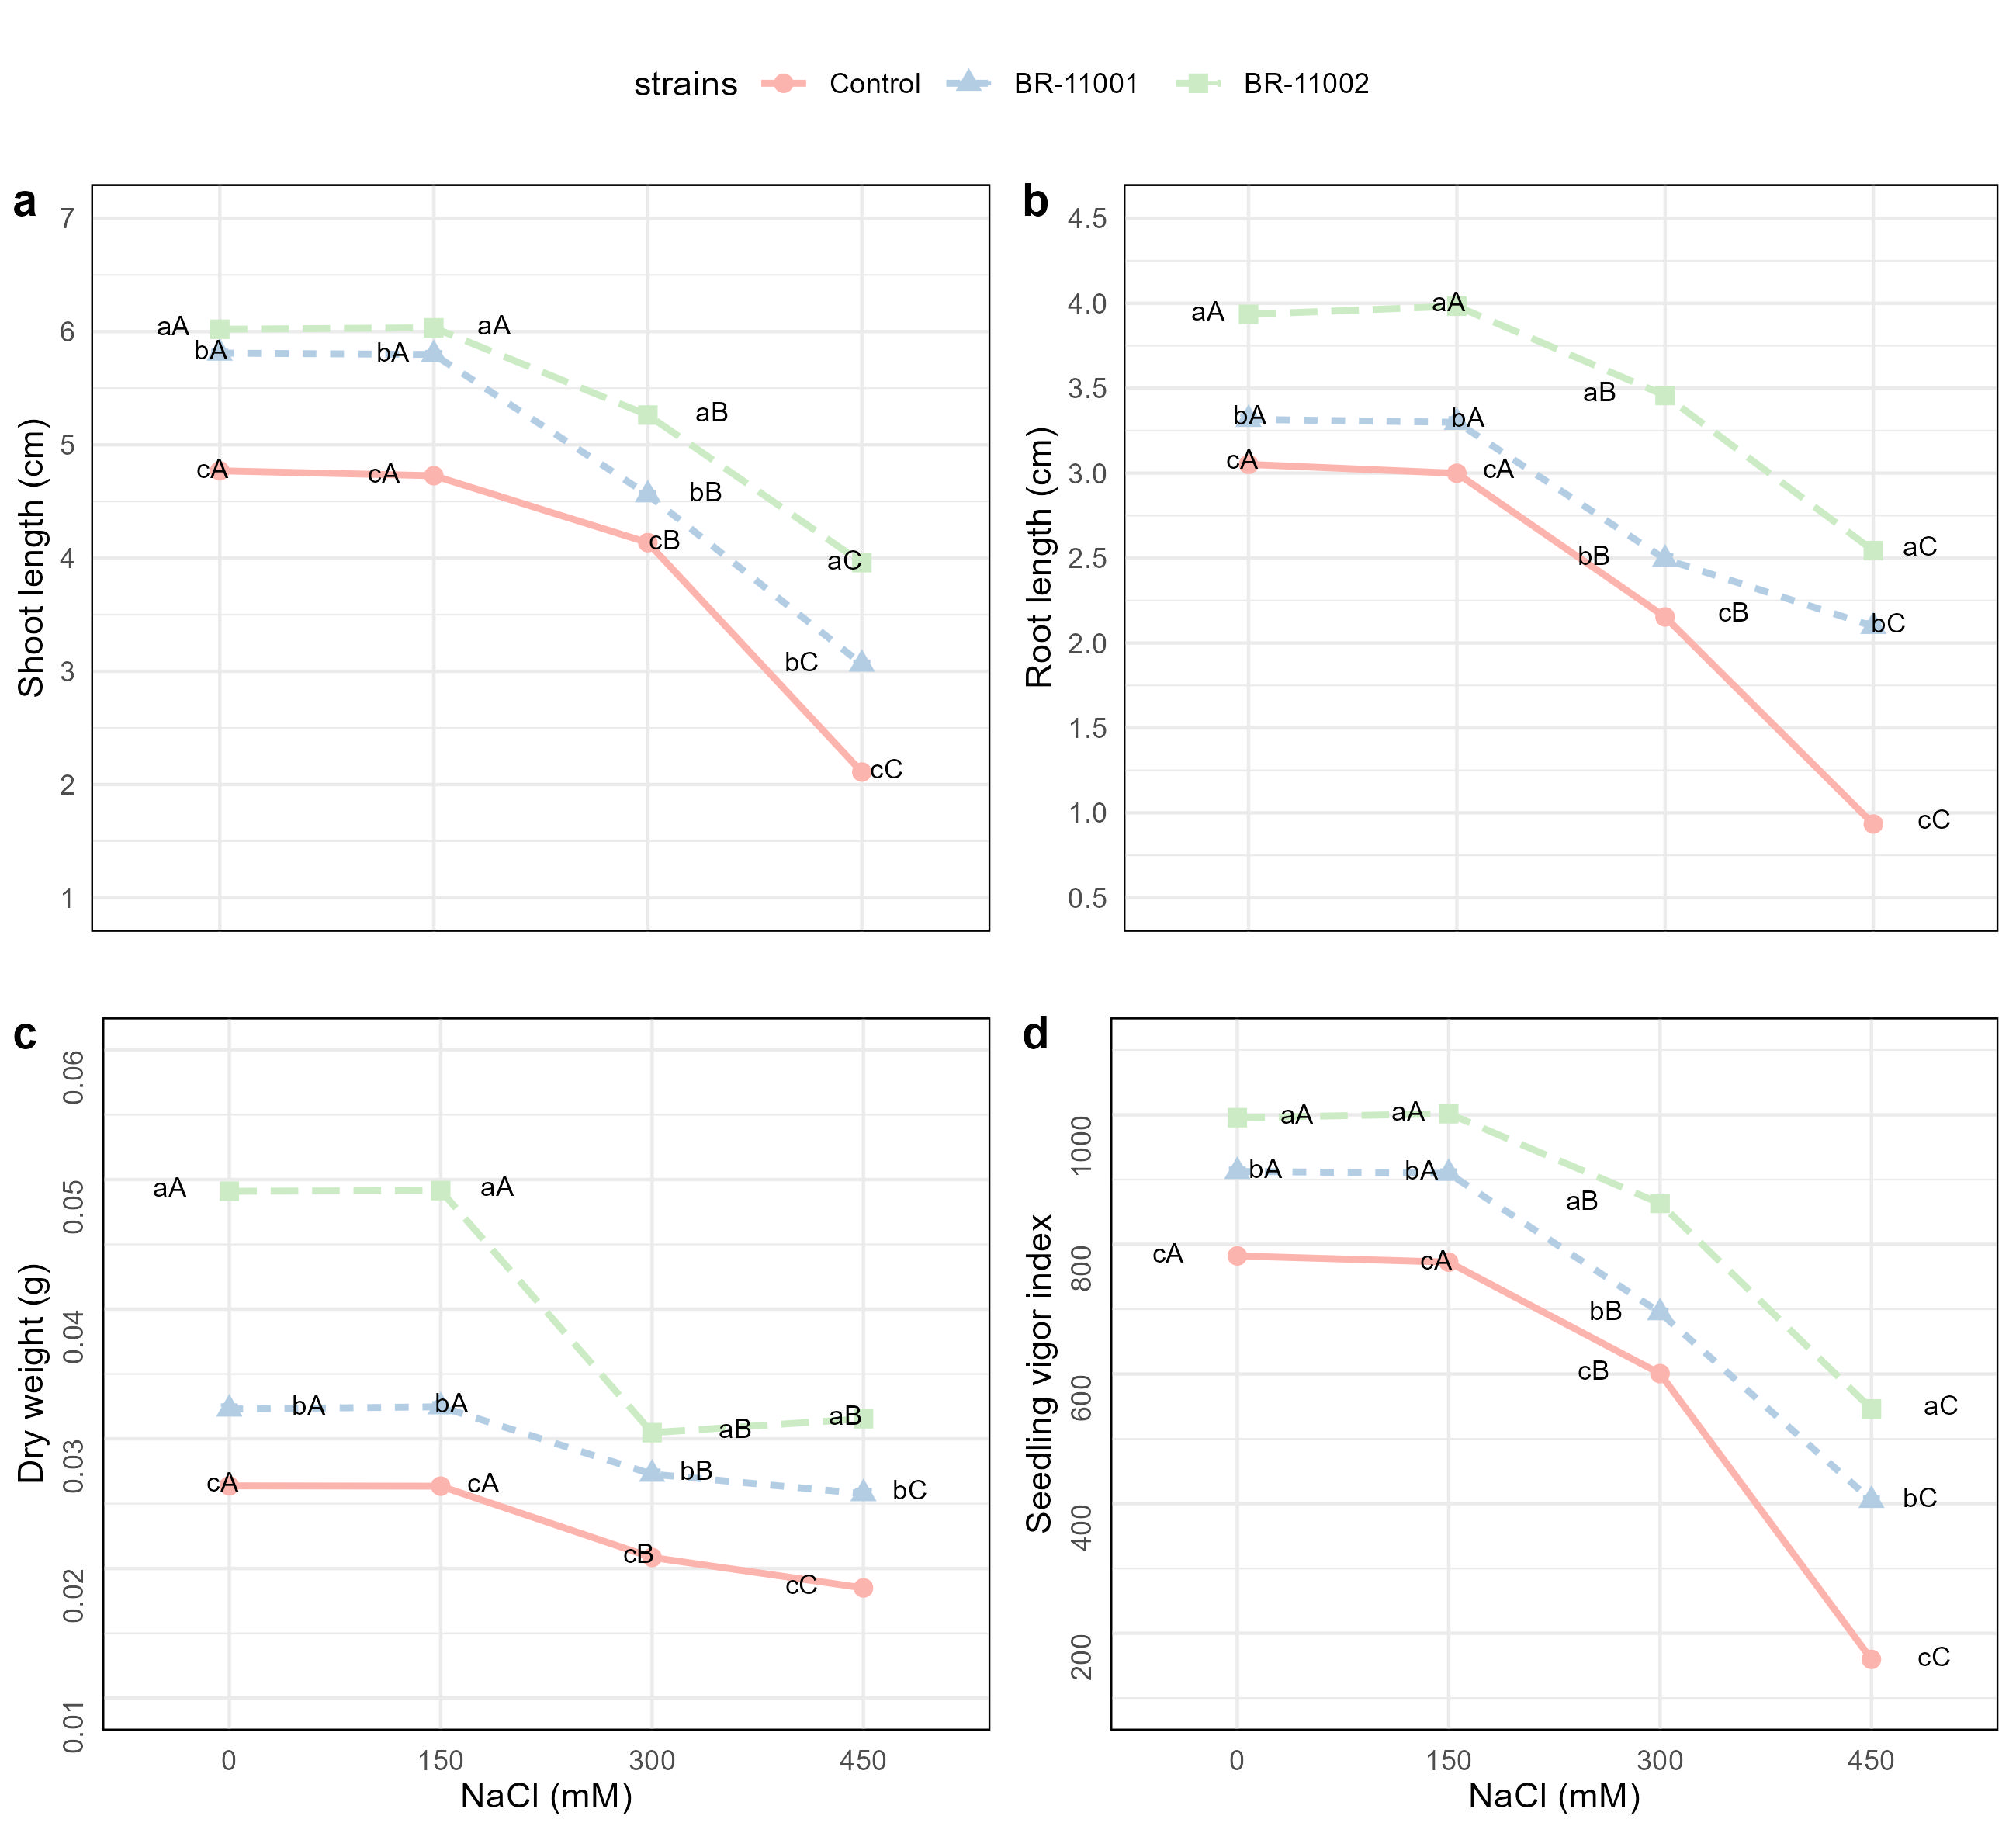 strains Control BR-11001 BR-11002
a
Shoot length (cm)
7
6
5
4
3
2
1
aA
aA
bA
bA
cA
cA
aB
bB
cB
aC
bC
cC
b
Root length (cm)
4.5
4.0
3.5
3.0
2.5
2.0
1.5
1.0
0.5
aA
aA
bA
bA
cA
cA
aB
bB
cB
aC
bC
cC
c
Dry weight (g)
0.06
0.05
0.04
0.03
0.02
0.01
aA
aA
bA
bA
cA
cA
aB
aB
bB
bC
cB
cC
0 150 300 450
NaCl (mM)
d
Seedling vigor index
1000
800
600
400
200
aA
aA
bA
bA
cA
cA
aB
bB
cB
aC
bC
cC
0 150 300 450
NaCl (mM)